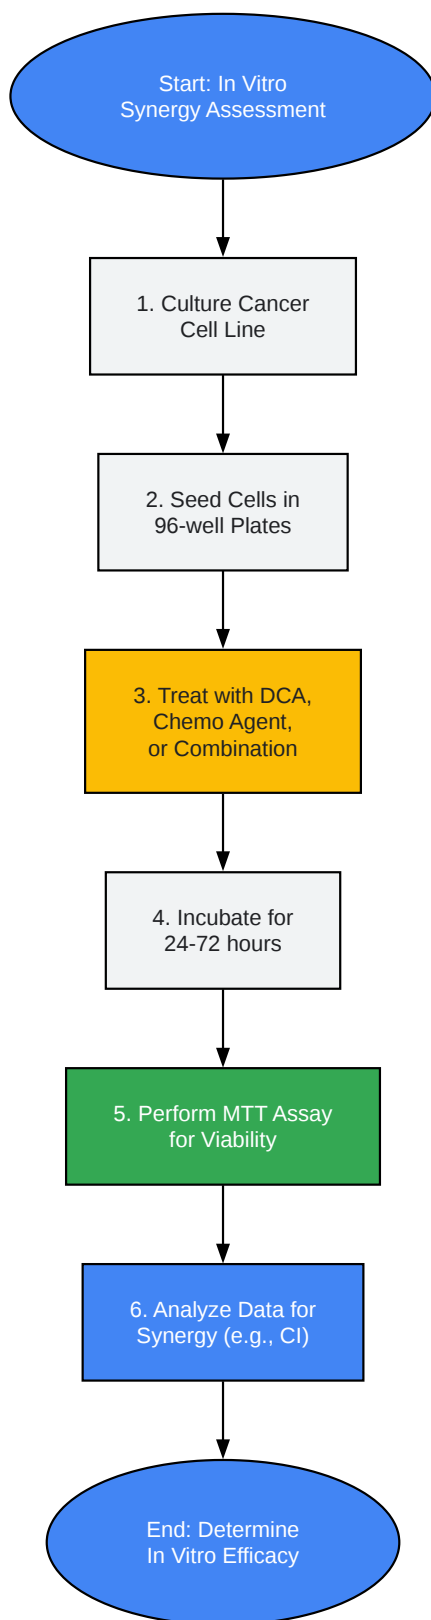 Start: In Vitro
Synergy Assessment
1. Culture Cancer
Cell Line
2. Seed Cells in
96-well Plates
3. Treat with DCA,
Chemo Agent,
or Combination
4. Incubate for
24-72 hours
5. Perform MTT Assay
for Viability
6. Analyze Data for
Synergy (e.g., CI)
End: Determine
In Vitro Efficacy